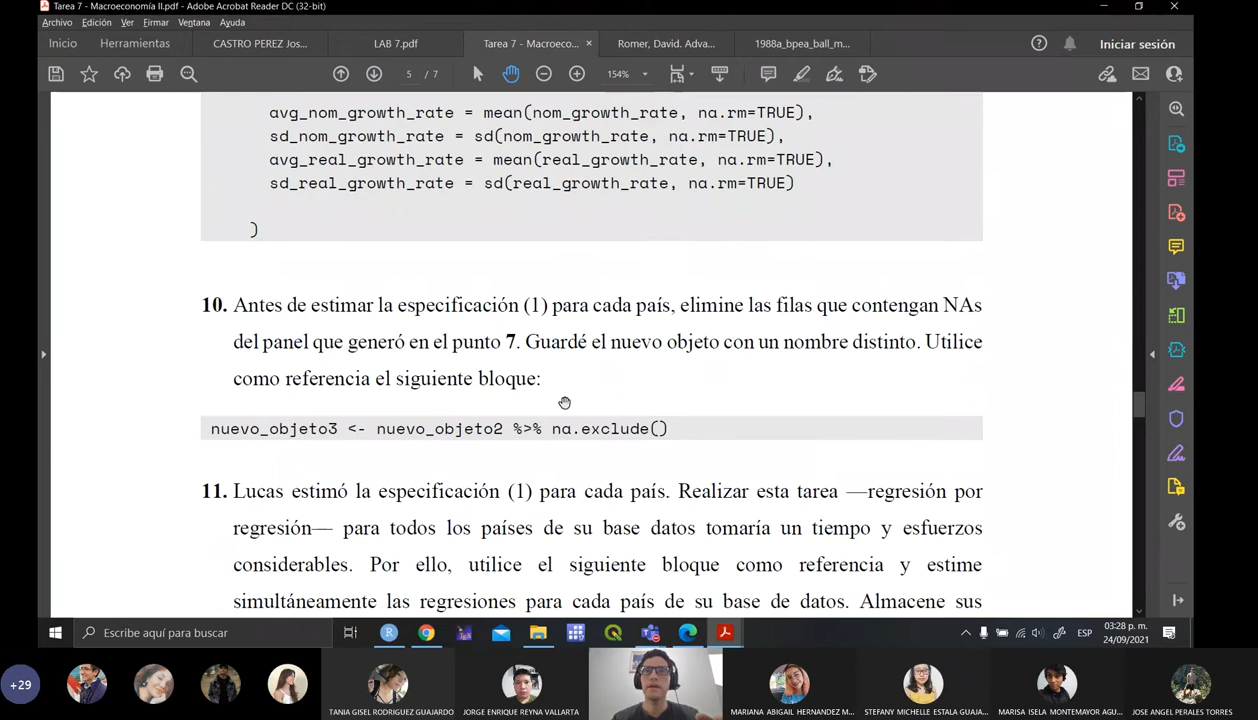 Tarea 7 - Macroeconomía II.pdf - Adobe Acrobat Reader DC (32-bit)
Archivo Edición Ver Firmar Ventana Ayuda
Inicio Herramientas CASTRO PEREZ Jos... LAB 7.pdf Tarea 7 - Macroeco... × Romer, David. Adva... 1988a_bpea_ball_m... Iniciar sesión
5 / 7 154%
avg_nom_growth_rate = mean(nom_growth_rate, na.rm=TRUE),
sd_nom_growth_rate = sd(nom_growth_rate, na.rm=TRUE),
avg_real_growth_rate = mean(real_growth_rate, na.rm=TRUE),
sd_real_growth_rate = sd(real_growth_rate, na.rm=TRUE)
)
10. Antes de estimar la especificación (1) para cada país, elimine las filas que contengan NAs
del panel que generó en el punto 7. Guardé el nuevo objeto con un nombre distinto. Utilice
como referencia el siguiente bloque:
nuevo_objeto3 <- nuevo_objeto2 %>% na.exclude()
11. Lucas estimó la especificación (1) para cada país. Realizar esta tarea —regresión por
regresión— para todos los países de su base datos tomaría un tiempo y esfuerzos
considerables. Por ello, utilice el siguiente bloque como referencia y estime
simultáneamente las regresiones para cada país de su base de datos. Almacene sus
Escribe aquí para buscar
ESP
03:28 p. m.
24/09/2021
+29
TANIA GISEL RODRIGUEZ GUAJARDO
JORGE ENRIQUE REYNA VALLARTA
MARIANA ABIGAIL HERNANDEZ M...
STEFANY MICHELLE ESTALA GUAJA...
MARISA ISELA MONTEMAYOR AGU...
JOSE ANGEL PERALES TORRES